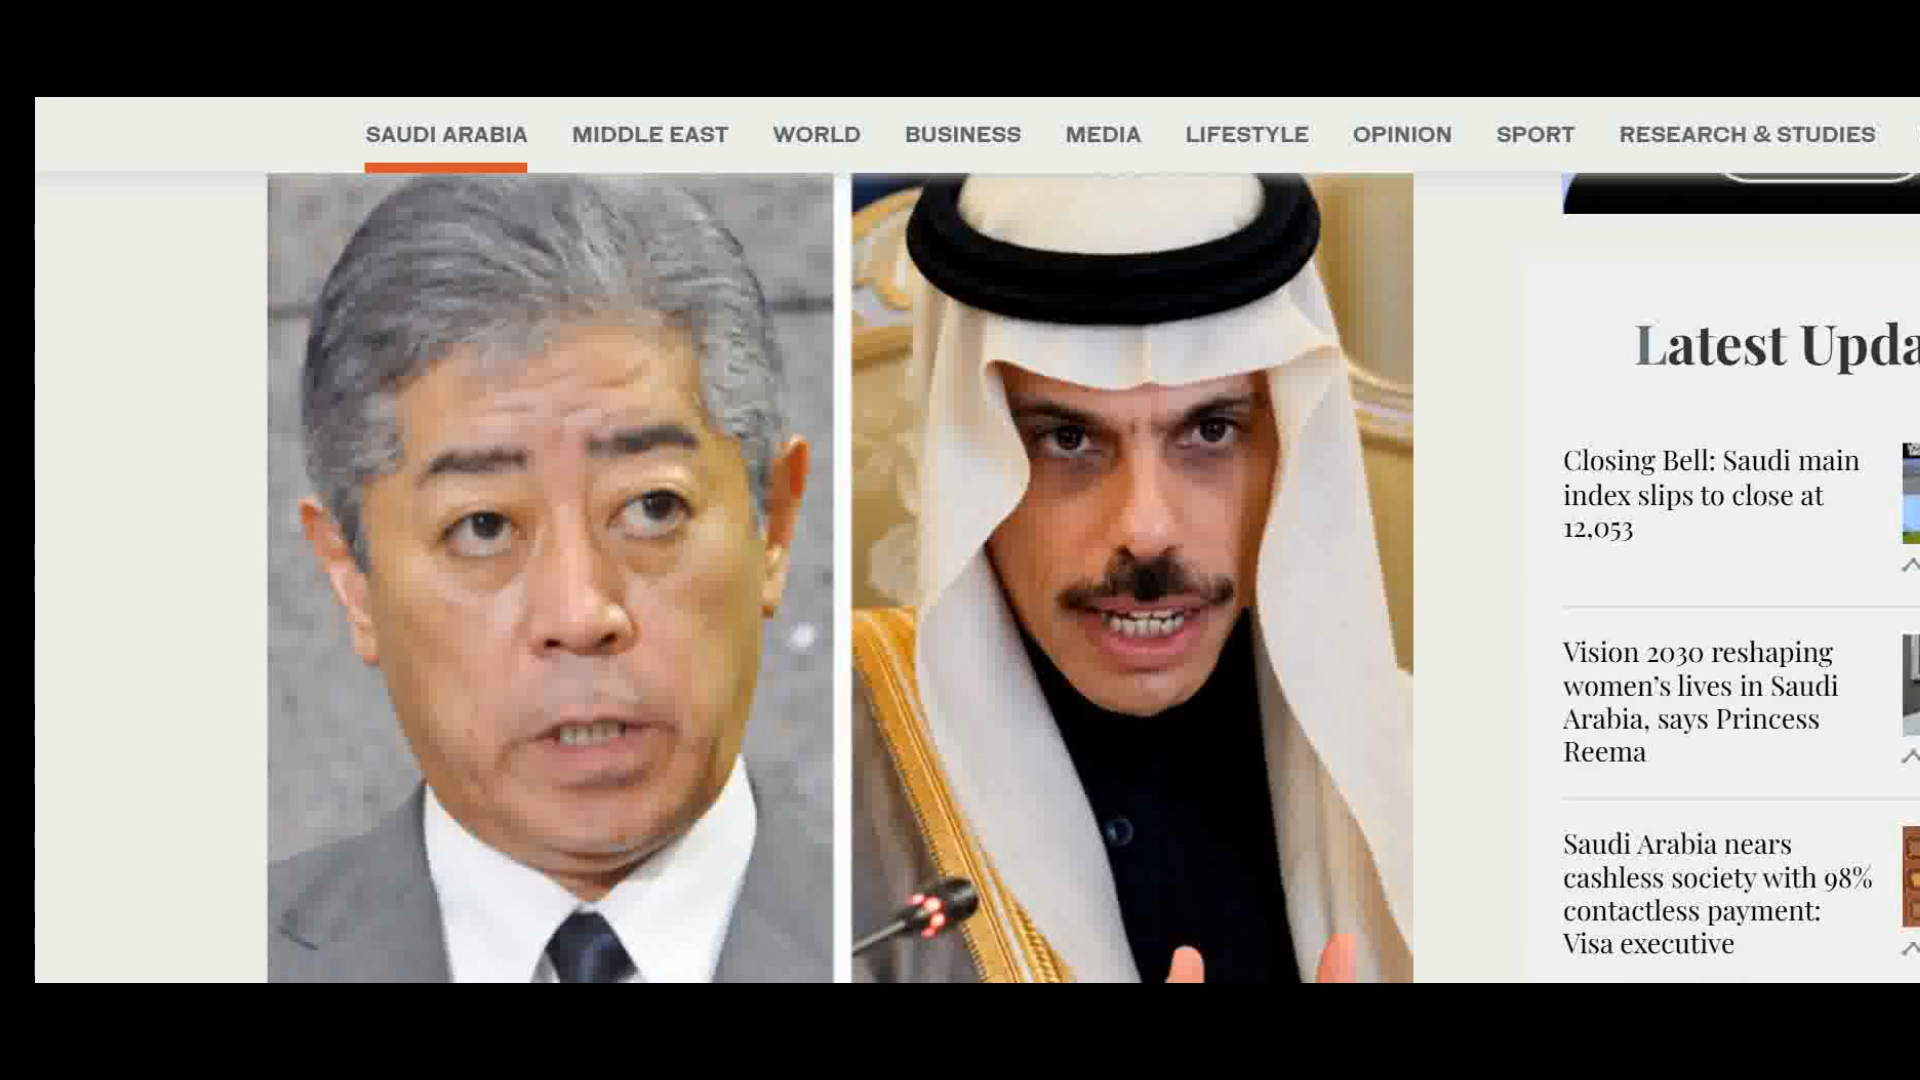 SAUDI ARABIA MIDDLE EAST WORLD BUSINESS MEDIA LIFESTYLE OPINION SPORT RESEARCH & STUDIES
Latest Upda
Closing Bell: Saudi main
index slips to close at
12,053
Vision 2030 reshaping
women’s lives in Saudi
Arabia, says Princess
Reema
Saudi Arabia nears
cashless society with 98%
contactless payment:
Visa executive